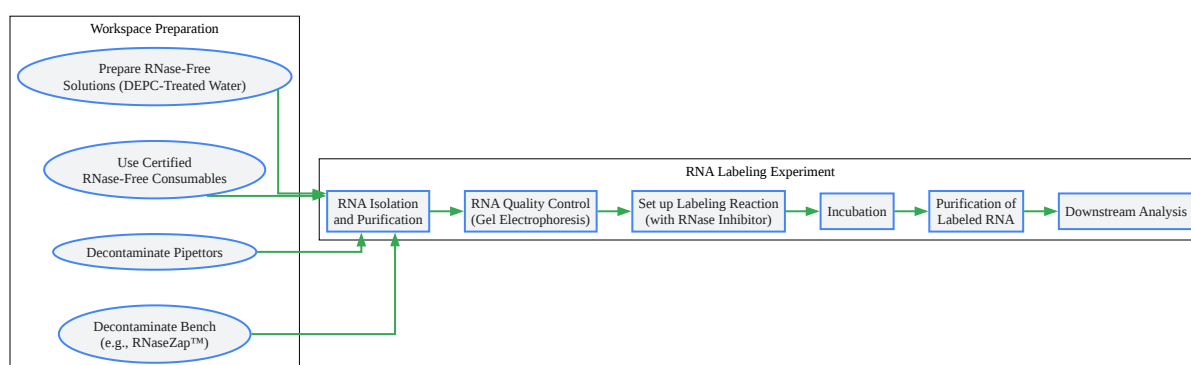 Workspace Preparation
Prepare RNase-Free
Solutions (DEPC-Treated Water)
Use Certified
RNase-Free Consumables
Decontaminate Pipettors
Decontaminate Bench
(e.g., RNaseZap™)
RNA Labeling Experiment
RNA Isolation
and Purification
RNA Quality Control
(Gel Electrophoresis)
Set up Labeling Reaction
(with RNase Inhibitor)
Incubation
Purification of
Labeled RNA
Downstream Analysis